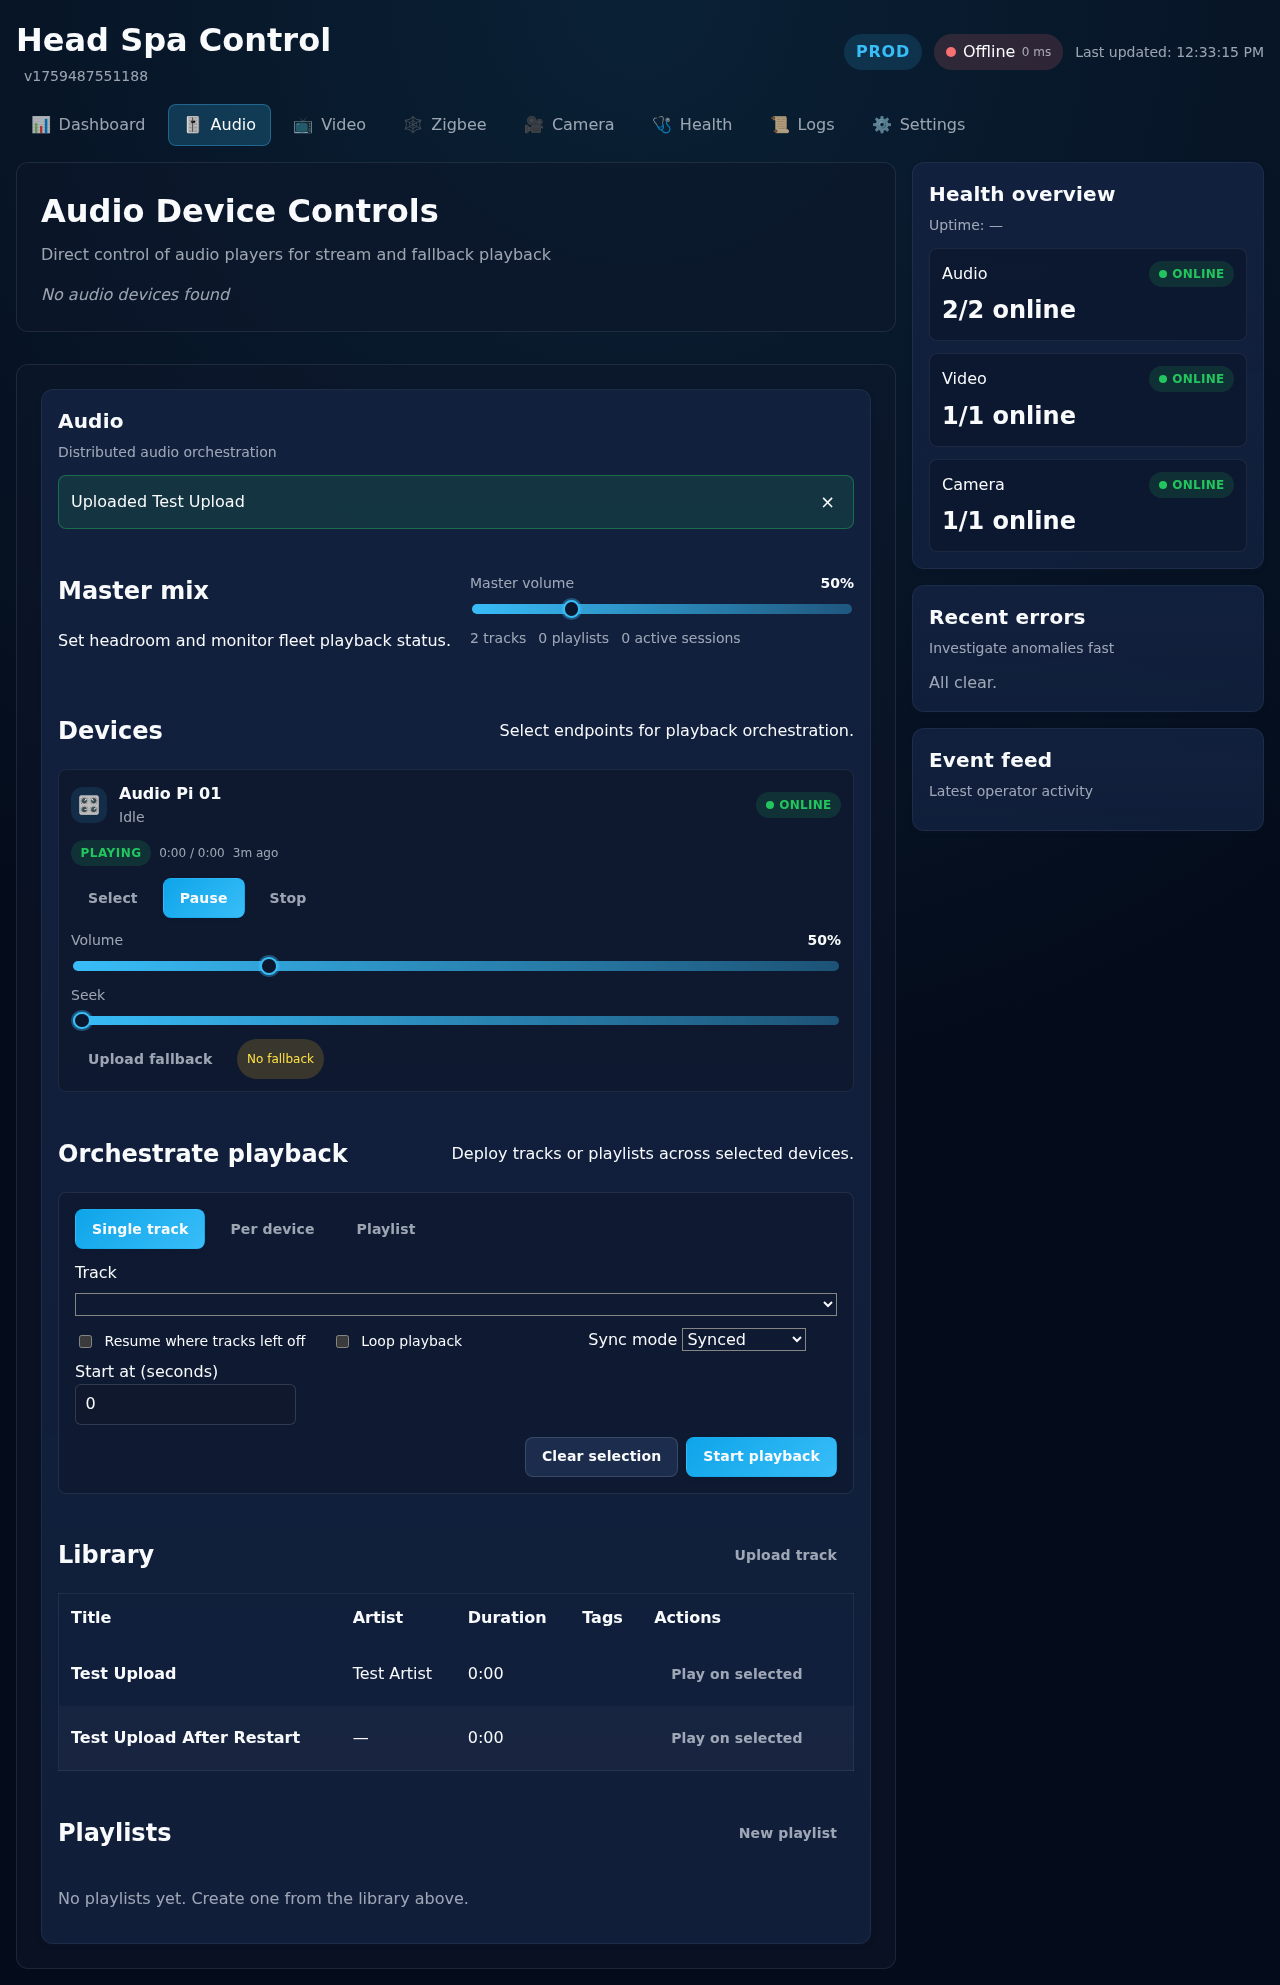 Head Spa Control
v1759487551188
PROD
Offline 0 ms
Last updated: 12:33:15 PM
Dashboard
Audio
Video
Zigbee
Camera
Health
Logs
Settings
Audio Device Controls
Direct control of audio players for stream and fallback playback
No audio devices found
Audio
Distributed audio orchestration
Uploaded Test Upload ×
Master mix
Set headroom and monitor fleet playback status.
Master volume 50%
2 tracks 0 playlists 0 active sessions
Devices
Select endpoints for playback orchestration.
Audio Pi 01
Idle
ONLINE
PLAYING 0:00 / 0:00 3m ago
Select Pause Stop
Volume 50%
Seek
Upload fallback No fallback
Orchestrate playback
Deploy tracks or playlists across selected devices.
Single track Per device Playlist
Track
Resume where tracks left off Loop playback Sync mode Synced
Start at (seconds)
0
Clear selection Start playback
Library Upload track
Title Artist Duration Tags Actions
Test Upload Test Artist 0:00 Play on selected
Test Upload After Restart — 0:00 Play on selected
Playlists New playlist
No playlists yet. Create one from the library above.
Health overview
Uptime: —
Audio ONLINE
2/2 online
Video ONLINE
1/1 online
Camera ONLINE
1/1 online
Recent errors
Investigate anomalies fast
All clear.
Event feed
Latest operator activity